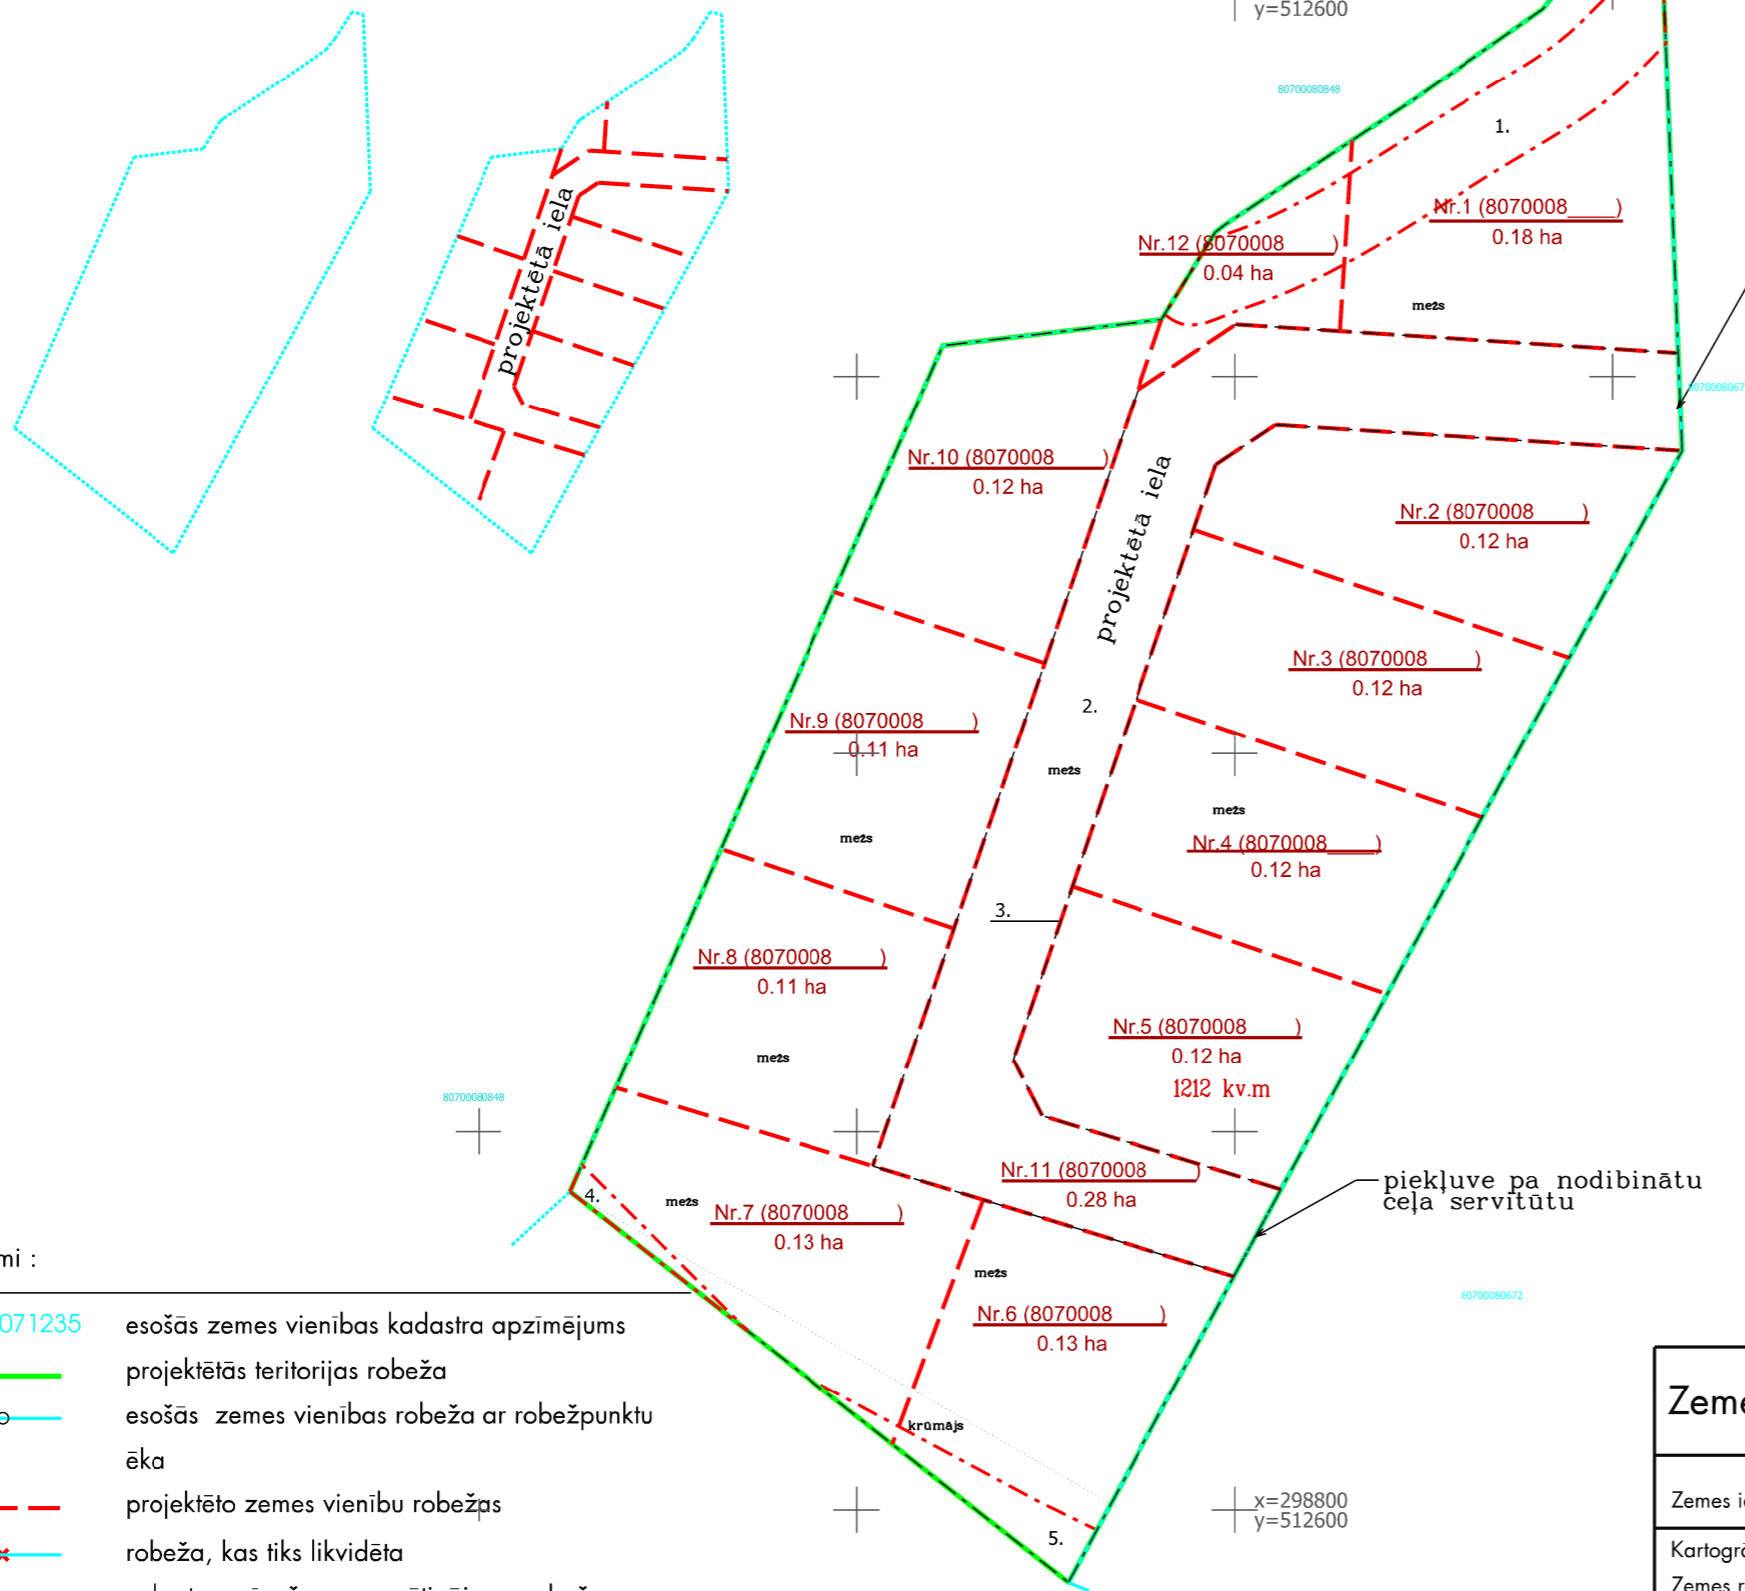 y=512600
80700080848
1.
Nr.1 (8070008____)
0.18 ha
Nr.12 (8070008____)
0.04 ha
mežs
projektētā iela
Nr.10 (8070008____)
0.12 ha
projektētā iela
Nr.2 (8070008____)
0.12 ha
Nr.3 (8070008____)
0.12 ha
2.
Nr.9 (8070008____)
0.11 ha
mežs
mežs
mežs
Nr.4 (8070008____)
0.12 ha
3.
Nr.8 (8070008____)
0.11 ha
mežs
Nr.5 (8070008____)
0.12 ha
1212 kv.m
80700080848
Nr.11 (8070008____)
0.28 ha
piekļuve pa nodibinātu
ceļa servitūtu
4.
mežs
Nr.7 (8070008____)
0.13 ha
mežs
Nr.6 (8070008____)
0.13 ha
80700080672
mi :
071235 esošās zemes vienības kadastra apzīmējums
projektētās teritorijas robeža
esošās zemes vienības robeža ar robežpunktu
ēka
projektēto zemes vienību robežas
robeža, kas tiks likvidēta
krūmājs
5.
x=298800
y=512600
Zeme
Zemes i
Kartogrā
Zemes r